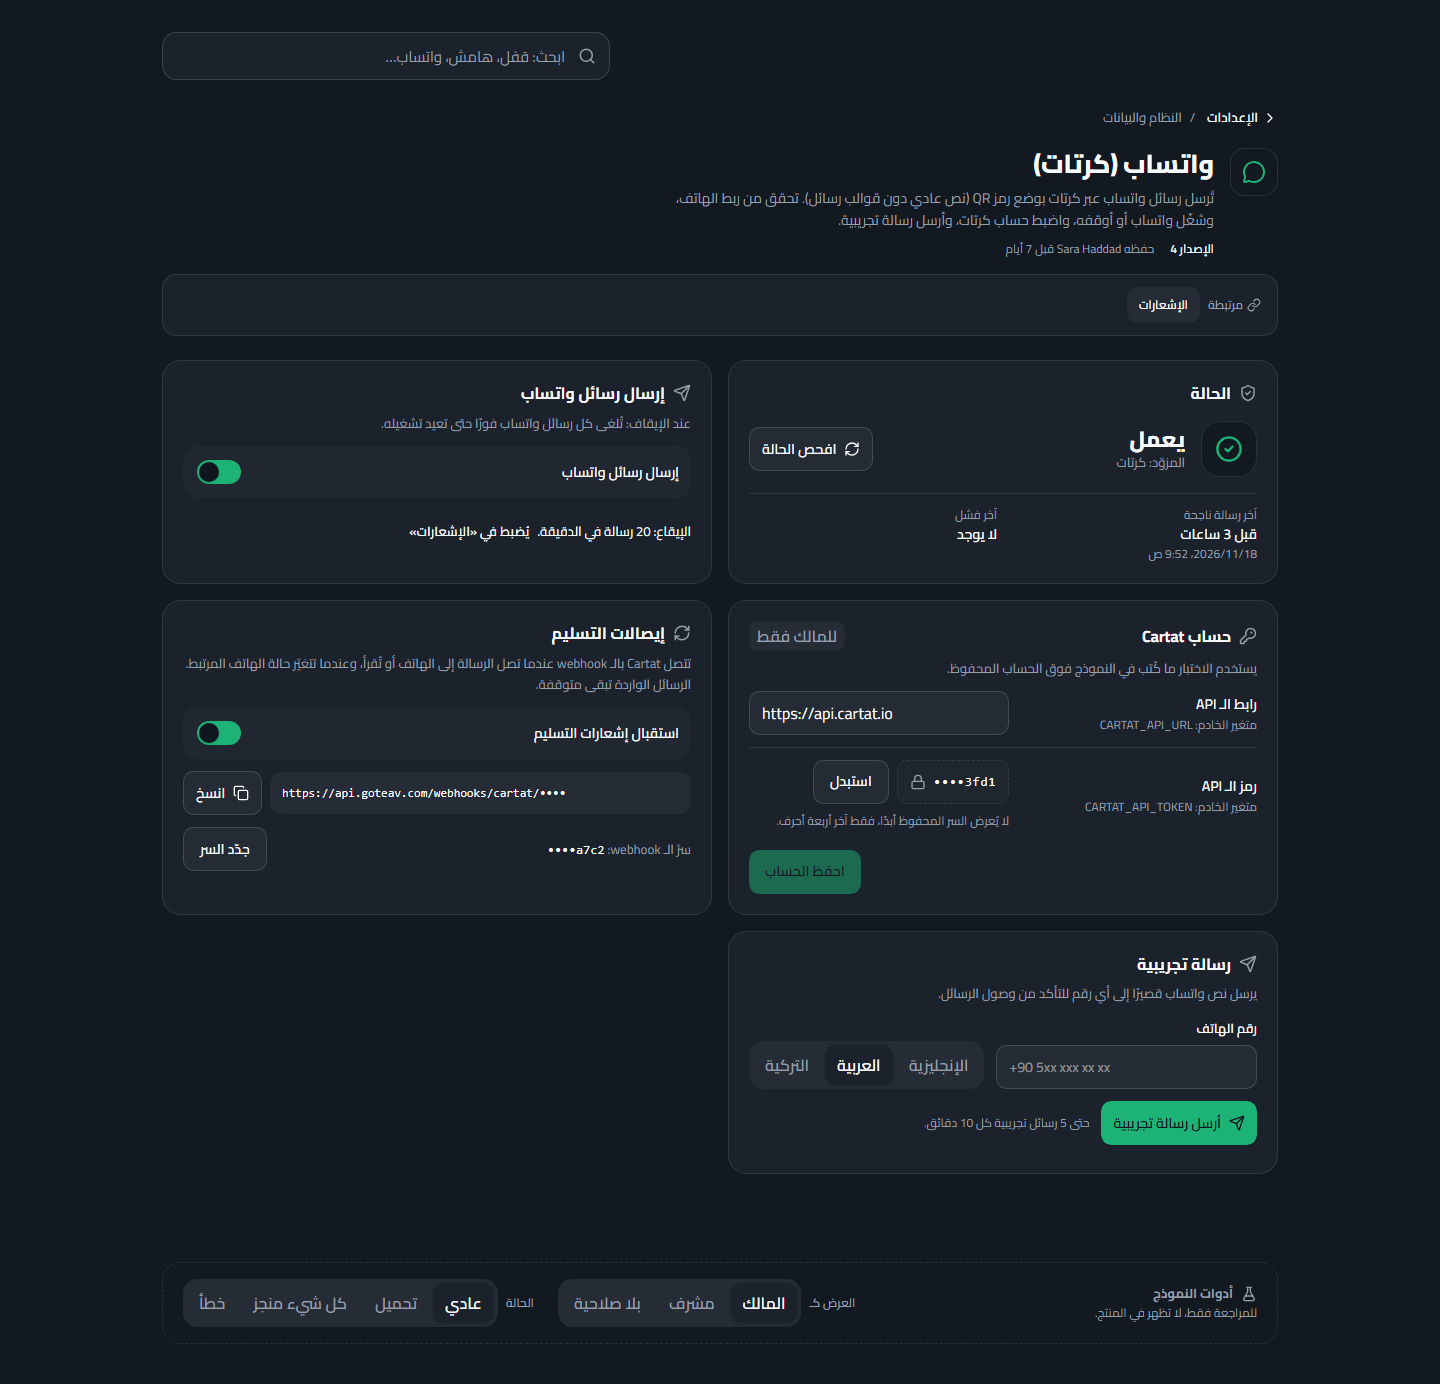 ابحث: قفل، هامش، واتساب...
الإعدادات / النظام والبيانات
واتساب (كرتات)
تُرسل رسائل واتساب عبر كرتات بوضع رمز QR (نص عادي دون قوالب رسائل). تحقق من ربط الهاتف،
وشغّل واتساب أو أوقفه، واضبط حساب كرتات، وأرسل رسالة تجريبية.
الإصدار 4 حفظه Sara Haddad قبل 7 أيام
مرتبطة الإشعارات
الحالة
يعمل
المزوّد: كرتات
افحص الحالة
آخر رسالة ناجحة
قبل 3 ساعات
2026/11/18، 9:52 ص
آخر فشل
لا يوجد
إرسال رسائل واتساب
عند الإيقاف: تُلغى كل رسائل واتساب فورًا حتى تعيد تشغيله.
إرسال رسائل واتساب
الإيقاع: 20 رسالة في الدقيقة. يُضبط في «الإشعارات»
حساب Cartat
للمالك فقط
يستخدم الاختبار ما كُتب في النموذج فوق الحساب المحفوظ.
رابط الـ API
متغير الخادم: CARTAT_API_URL
https://api.cartat.io
رمز الـ API
متغير الخادم: CARTAT_API_TOKEN
••••3fd1
استبدل
لا يُعرض السر المحفوظ أبدًا، فقط آخر أربعة أحرف.
احفظ الحساب
إيصالات التسليم
تتصل Cartat بالـ webhook عندما تصل الرسالة إلى الهاتف أو تُقرأ، وعندما تتغيّر حالة الهاتف المرتبط.
الرسائل الواردة تبقى متوقفة.
استقبال إشعارات التسليم
https://api.goteav.com/webhooks/cartat/••••
انسخ
سرّ الـ webhook: ••••a7c2
جدّد السر
رسالة تجريبية
يرسل نص واتساب قصيرًا إلى أي رقم للتأكد من وصول الرسائل.
رقم الهاتف
+90 5xx xxx xx xx
الإنجليزية العربية التركية
أرسل رسالة تجريبية
حتى 5 رسائل تجريبية كل 10 دقائق.
أدوات النموذج
للمراجعة فقط، لا تظهر في المنتج.
العرض كـ المالك مشرف بلا صلاحية
الحالة عادي تحميل كل شيء منجز خطأ